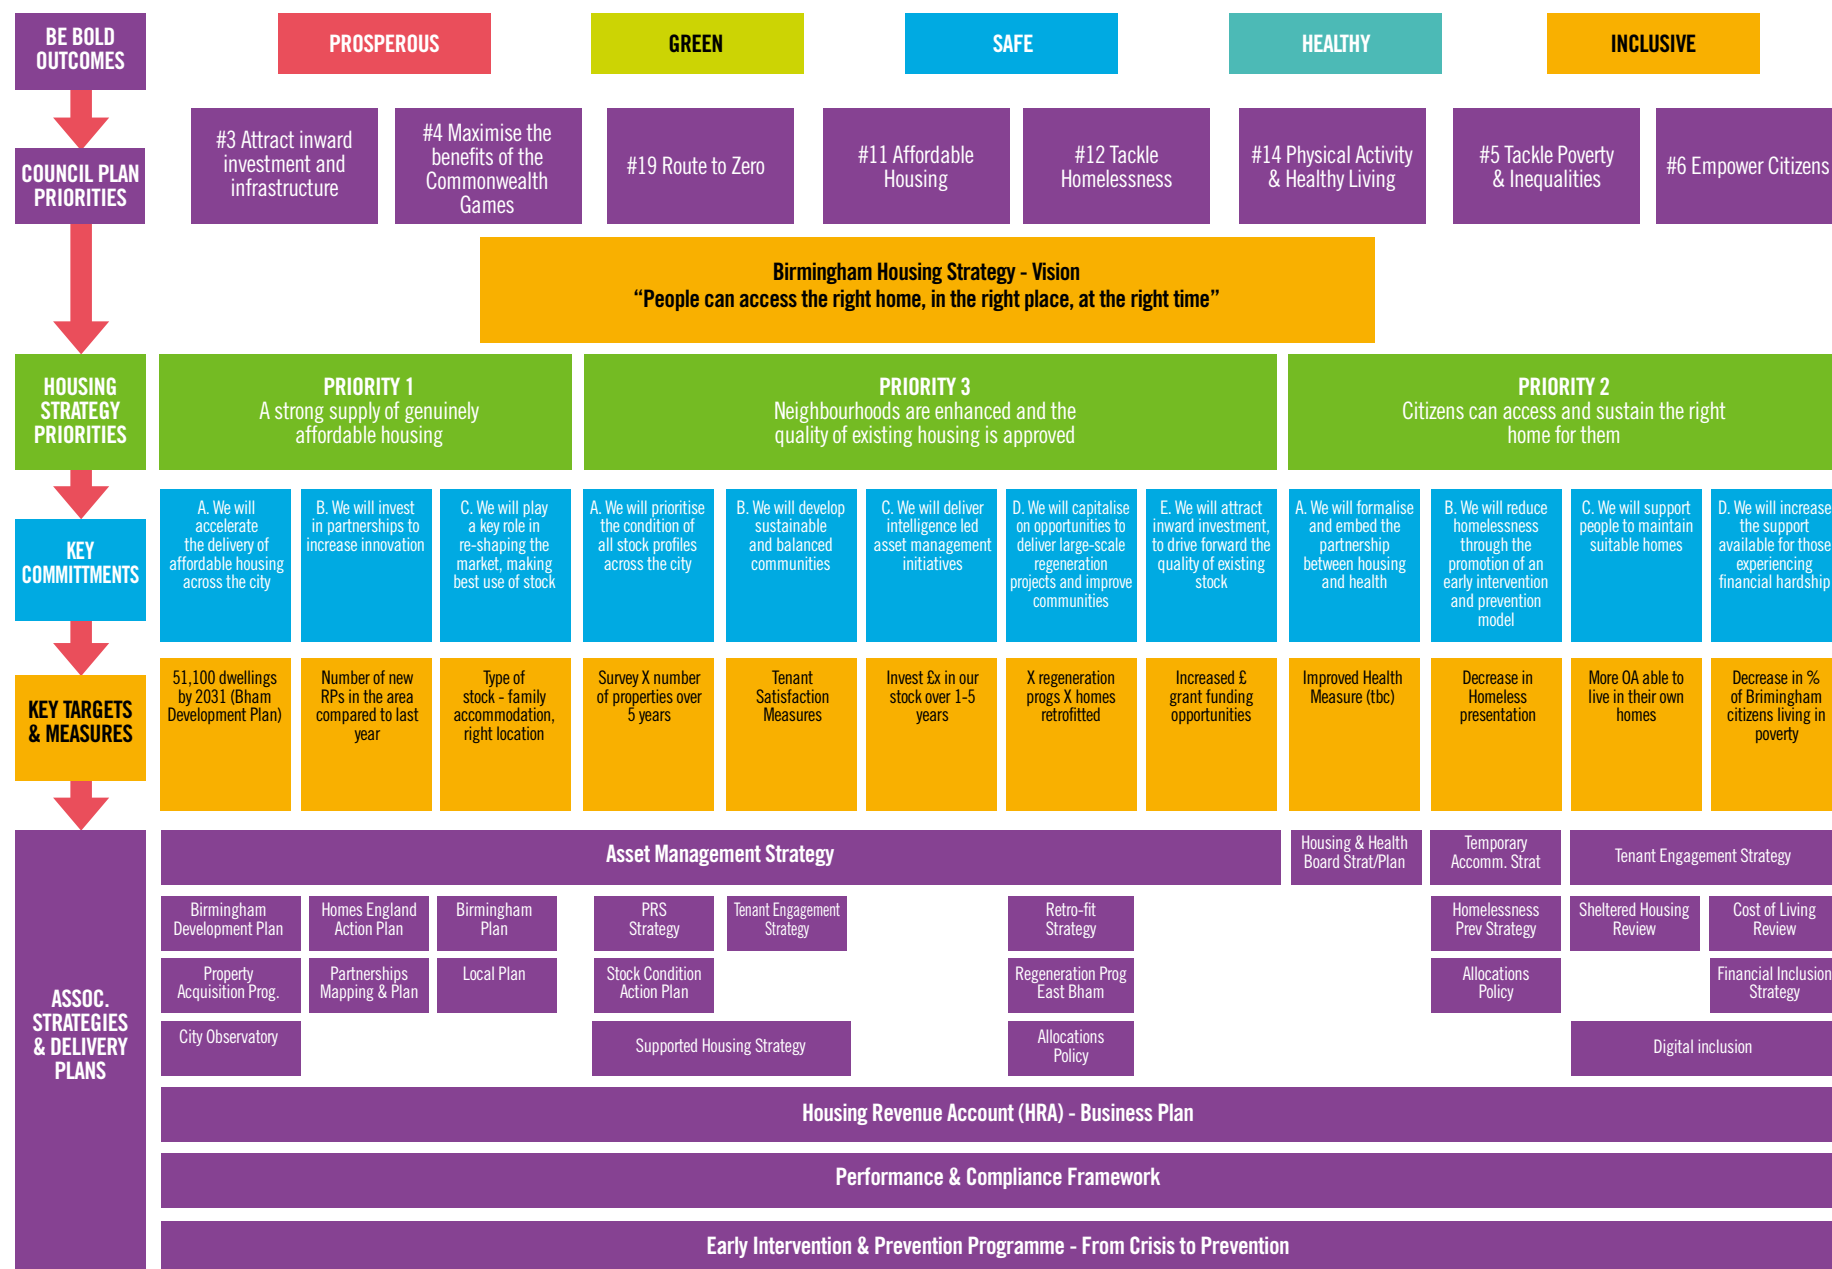 BE BOLD
OUTCOMES
PROSPEROUS
GREEN
SAFE
HEALTHY
INCLUSIVE
COUNCIL PLAN
PRIORITIES
#3 Attract inward
investment and
infrastructure
#4 Maximise the
benefits of the
Commonwealth
Games
#19 Route to Zero
#11 Affordable
Housing
#12 Tackle
Homelessness
#14 Physical Activity
& Healthy Living
#5 Tackle Poverty
& Inequalities
#6 Empower Citizens
Birmingham Housing Strategy - Vision
“People can access the right home, in the right place, at the right time”
HOUSING
STRATEGY
PRIORITIES
PRIORITY 1
A strong supply of genuinely
affordable housing
PRIORITY 3
Neighbourhoods are enhanced and the
quality of existing housing is approved
PRIORITY 2
Citizens can access and sustain the right
home for them
KEY
COMMITTMENTS
A. We will
accelerate
the delivery of
affordable housing
across the city
B. We will invest
in partnerships to
increase innovation
C. We will play
a key role in
re-shaping the
market, making
best use of stock
A. We will prioritise
the condition of
all stock profiles
across the city
B. We will develop
sustainable
and balanced
communities
C. We will deliver
intelligence led
asset management
initiatives
D. We will capitalise
on opportunities to
deliver large-scale
regeneration
projects and improve
communities
E. We will attract
inward investment,
to drive forward the
quality of existing
stock
A. We will formalise
and embed the
partnership
between housing
and health
B. We will reduce
homelessness
through the
promotion of an
early intervention
and prevention
model
C. We will support
people to maintain
suitable homes
D. We will increase
the support
available for those
experiencing
financial hardship
KEY TARGETS
& MEASURES
51,100 dwellings
by 2031 (Bham
Development Plan)
Number of new
RPs in the area
compared to last
year
Type of
stock - family
accommodation,
right location
Survey X number
of properties over
5 years
Tenant
Satisfaction
Measures
Invest £x in our
stock over 1-5
years
X regeneration
progs X homes
retrofitted
Increased £
grant funding
opportunities
Improved Health
Measure (tbc)
Decrease in
Homeless
presentation
More OA able to
live in their own
homes
Decrease in %
of Brimingham
citizens living in
poverty
ASSOC.
STRATEGIES
& DELIVERY
PLANS
Asset Management Strategy
Housing & Health
Board Strat/Plan
Temporary
Accomm. Strat
Tenant Engagement Strategy
Birmingham
Development Plan
Homes England
Action Plan
Birmingham
Plan
PRS
Strategy
Tenant Engagement
Strategy
Retro-fit
Strategy
Homelessness
Prev Strategy
Sheltered Housing
Review
Cost of Living
Review
Property
Acquisition Prog.
Partnerships
Mapping & Plan
Local Plan
Stock Condition
Action Plan
Regeneration Prog
East Bham
Allocations
Policy
Financial Inclusion
Strategy
City Observatory
Supported Housing Strategy
Allocations
Policy
Digital inclusion
Housing Revenue Account (HRA) - Business Plan
Performance & Compliance Framework
Early Intervention & Prevention Programme - From Crisis to Prevention